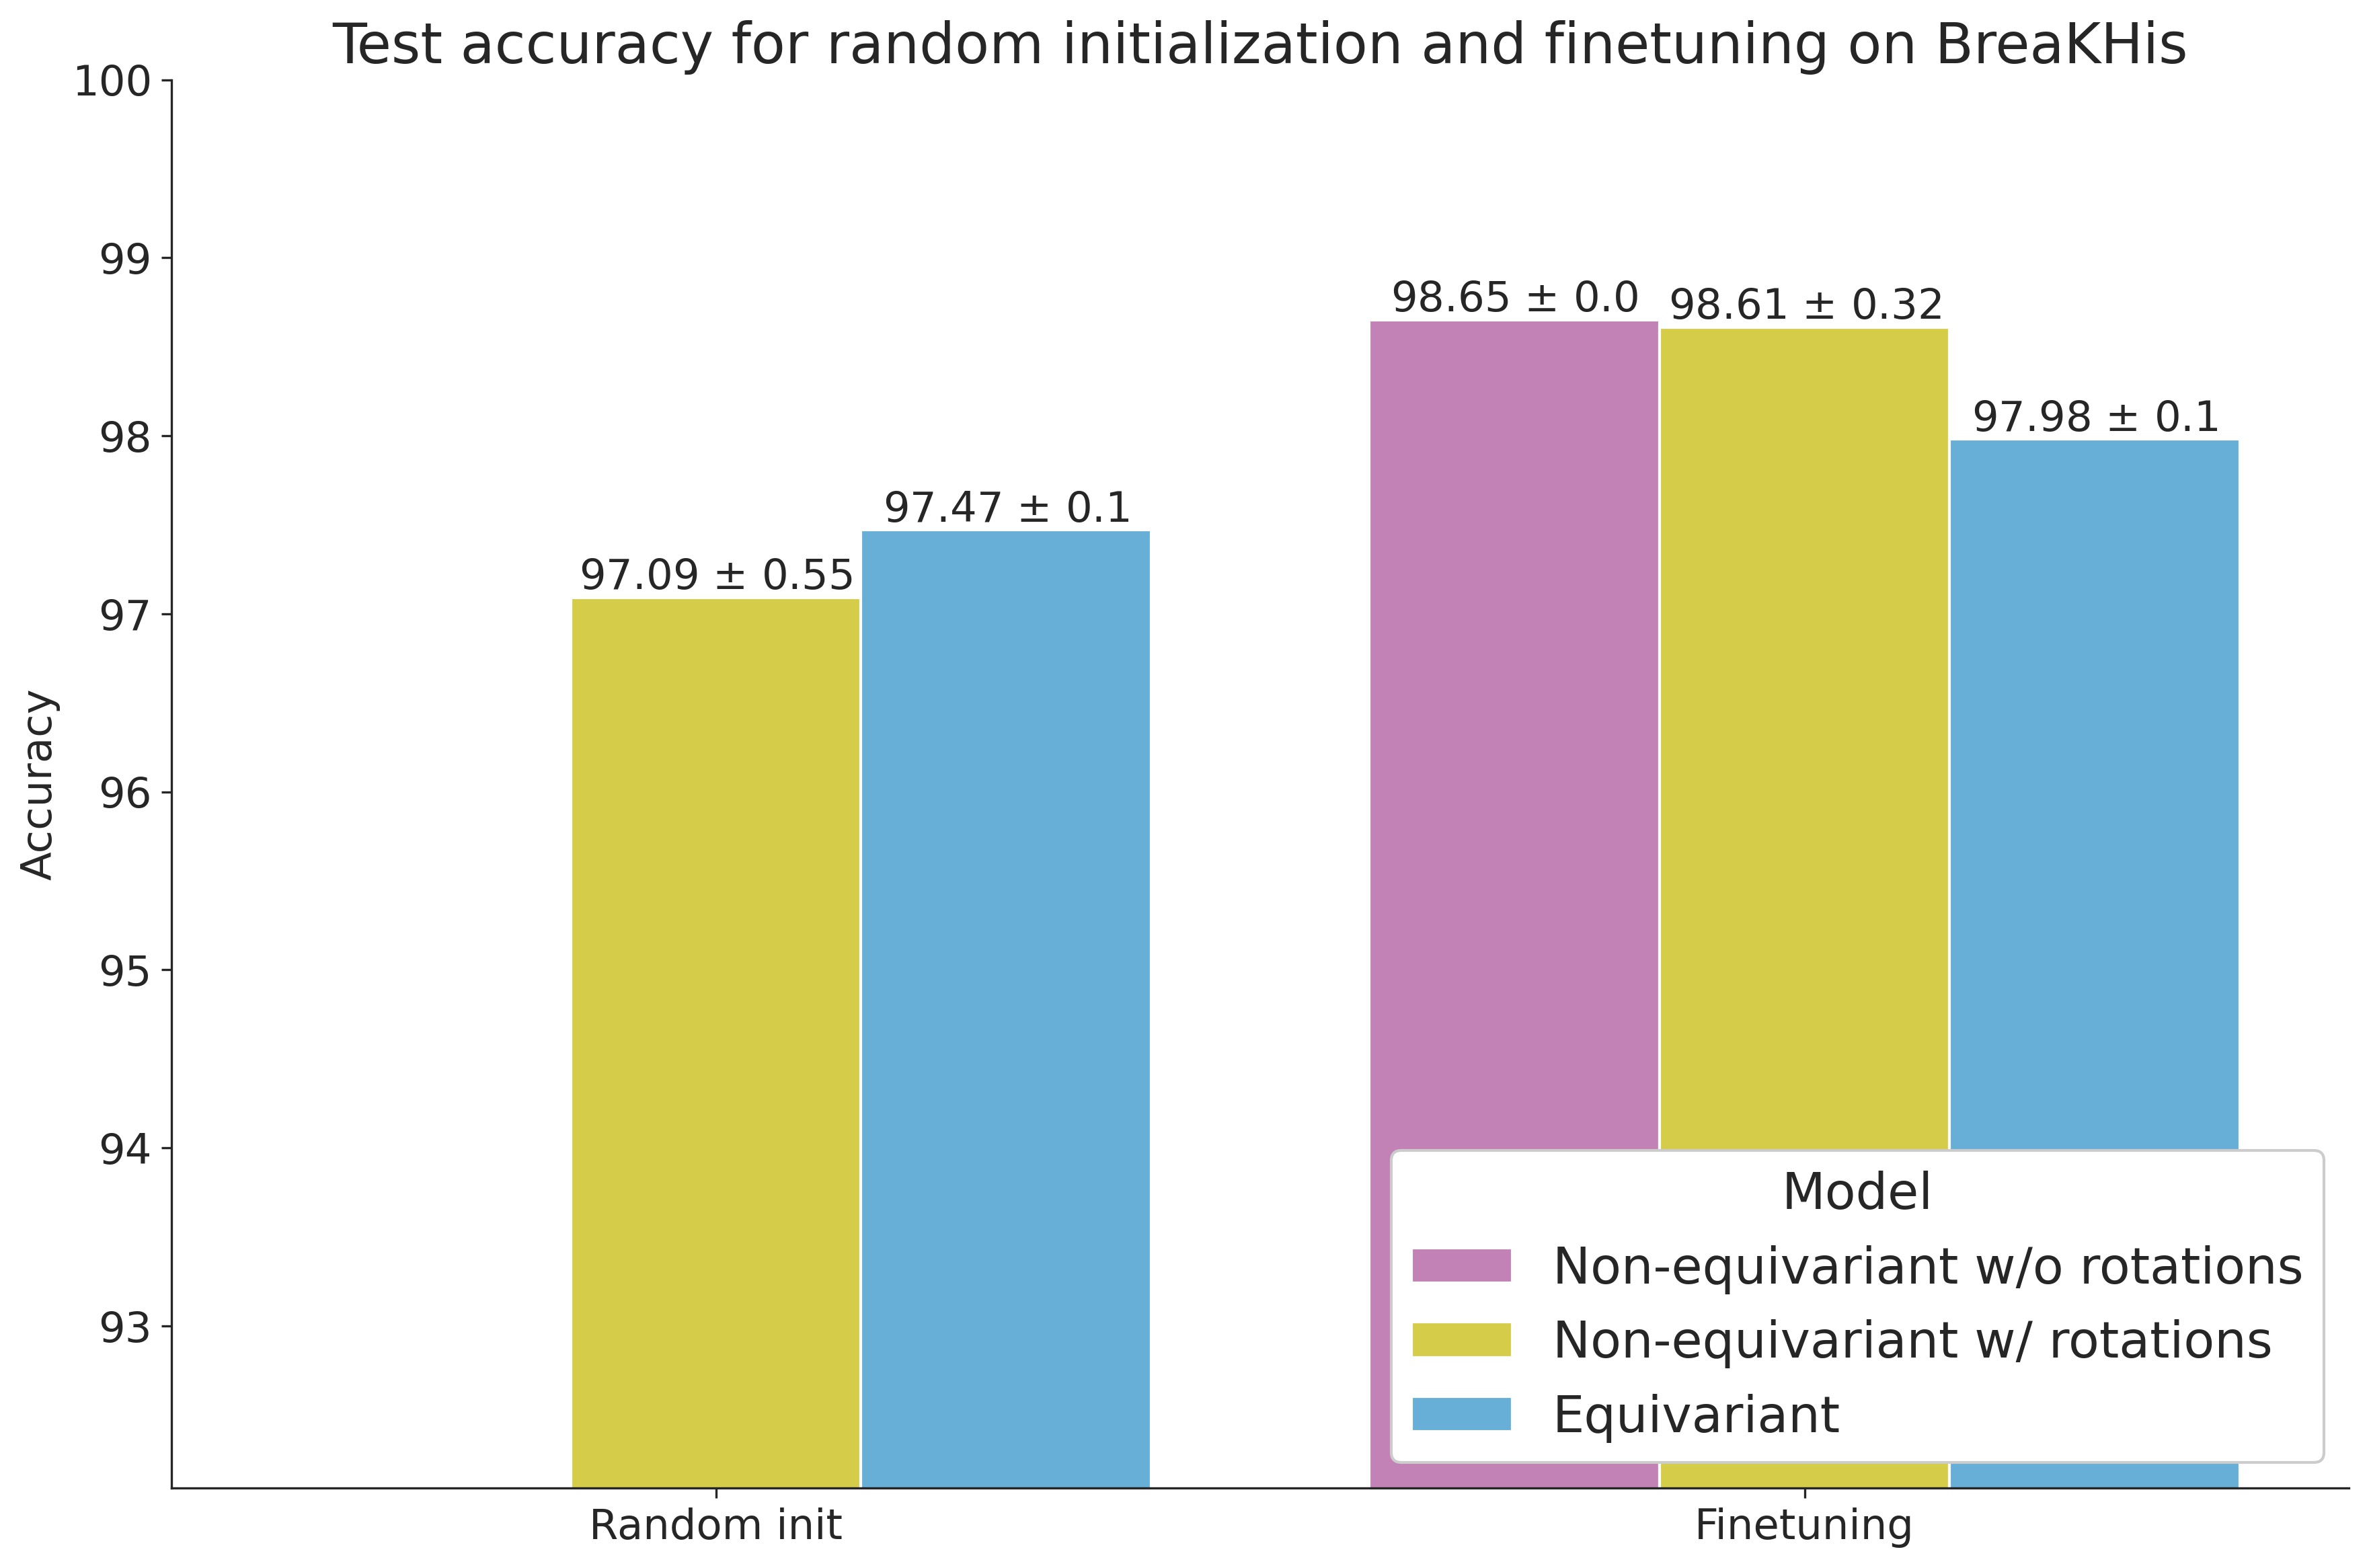 Test accuracy for random initialization and finetuning on BreaKHis
100
99
98
97
96
95
94
93
Accuracy
97.09 ± 0.55
97.47 ± 0.1
98.65 ± 0.0
98.61 ± 0.32
97.98 ± 0.1
Model
Non-equivariant w/o rotations
Non-equivariant w/ rotations
Equivariant
Random init
Finetuning